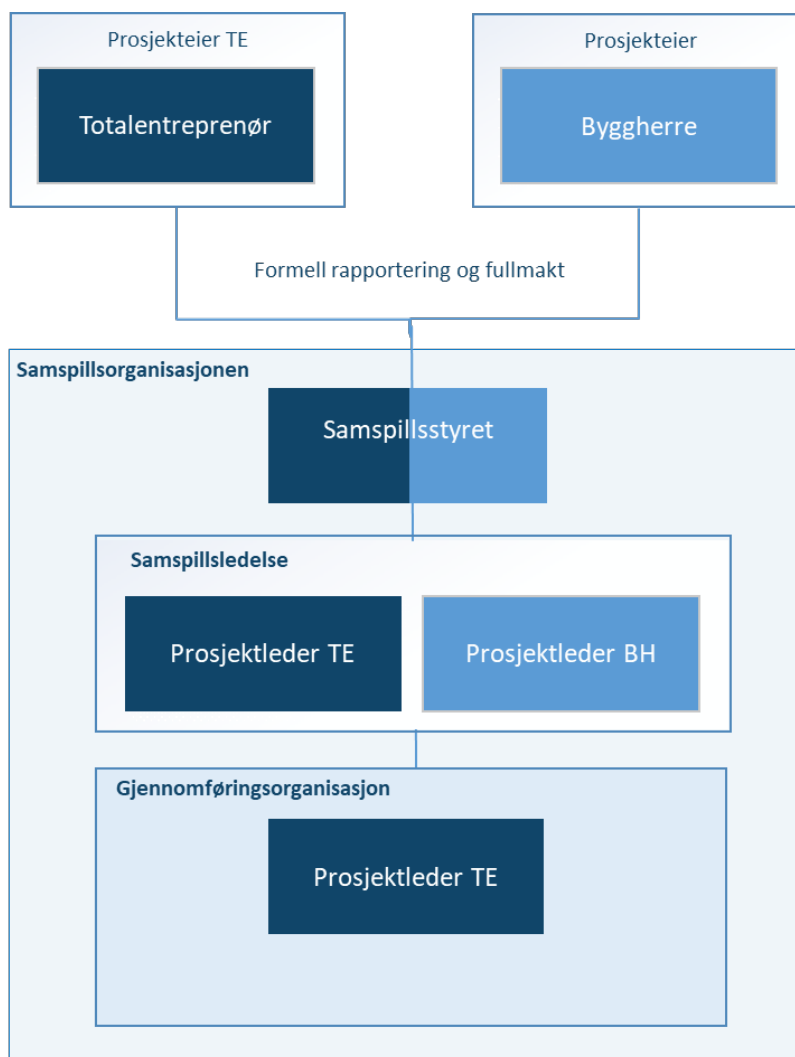 Prosjekteier TE
Totalentreprenør
Prosjekteier
Byggherre
Formell rapportering og fullmakt
Samspillsorganisasjonen
Samspillsstyret
Samspillsledelse
Prosjektleder TE
Prosjektleder BH
Gjennomføringsorganisasjon
Prosjektleder TE